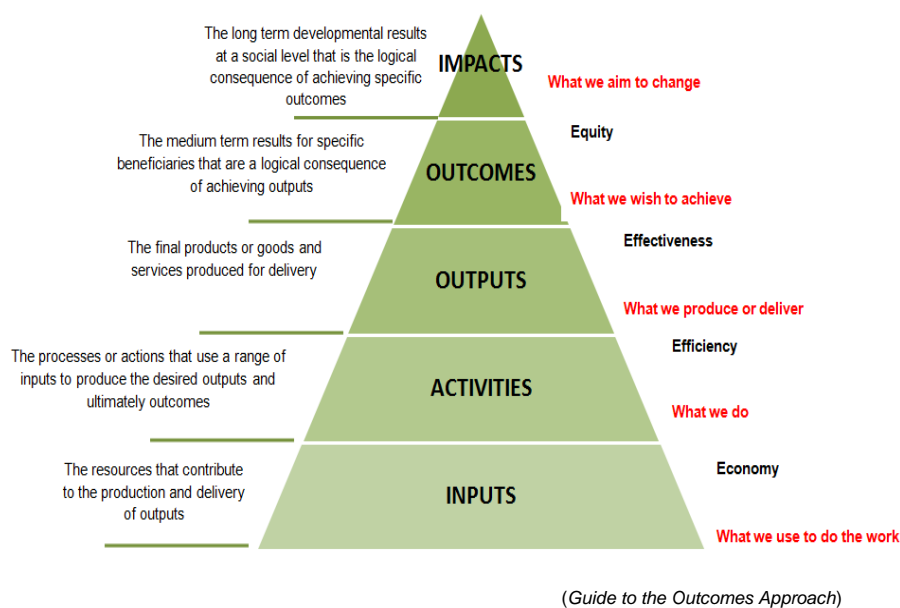 The long term developmental results
at a social level that is the logical
consequence of achieving specific
outcomes
IMPACTS
What we aim to change
Equity
The medium term results for specific
beneficiaries that are a logical consequence
of achieving outputs
OUTCOMES
What we wish to achieve
Effectiveness
The final products or goods and
services produced for delivery
OUTPUTS
What we produce or deliver
Efficiency
The processes or actions that use a range of
inputs to produce the desired outputs and
ultimately outcomes
ACTIVITIES
What we do
Economy
The resources that contribute
to the production and delivery
of outputs
INPUTS
What we use to do the work
(Guide to the Outcomes Approach)